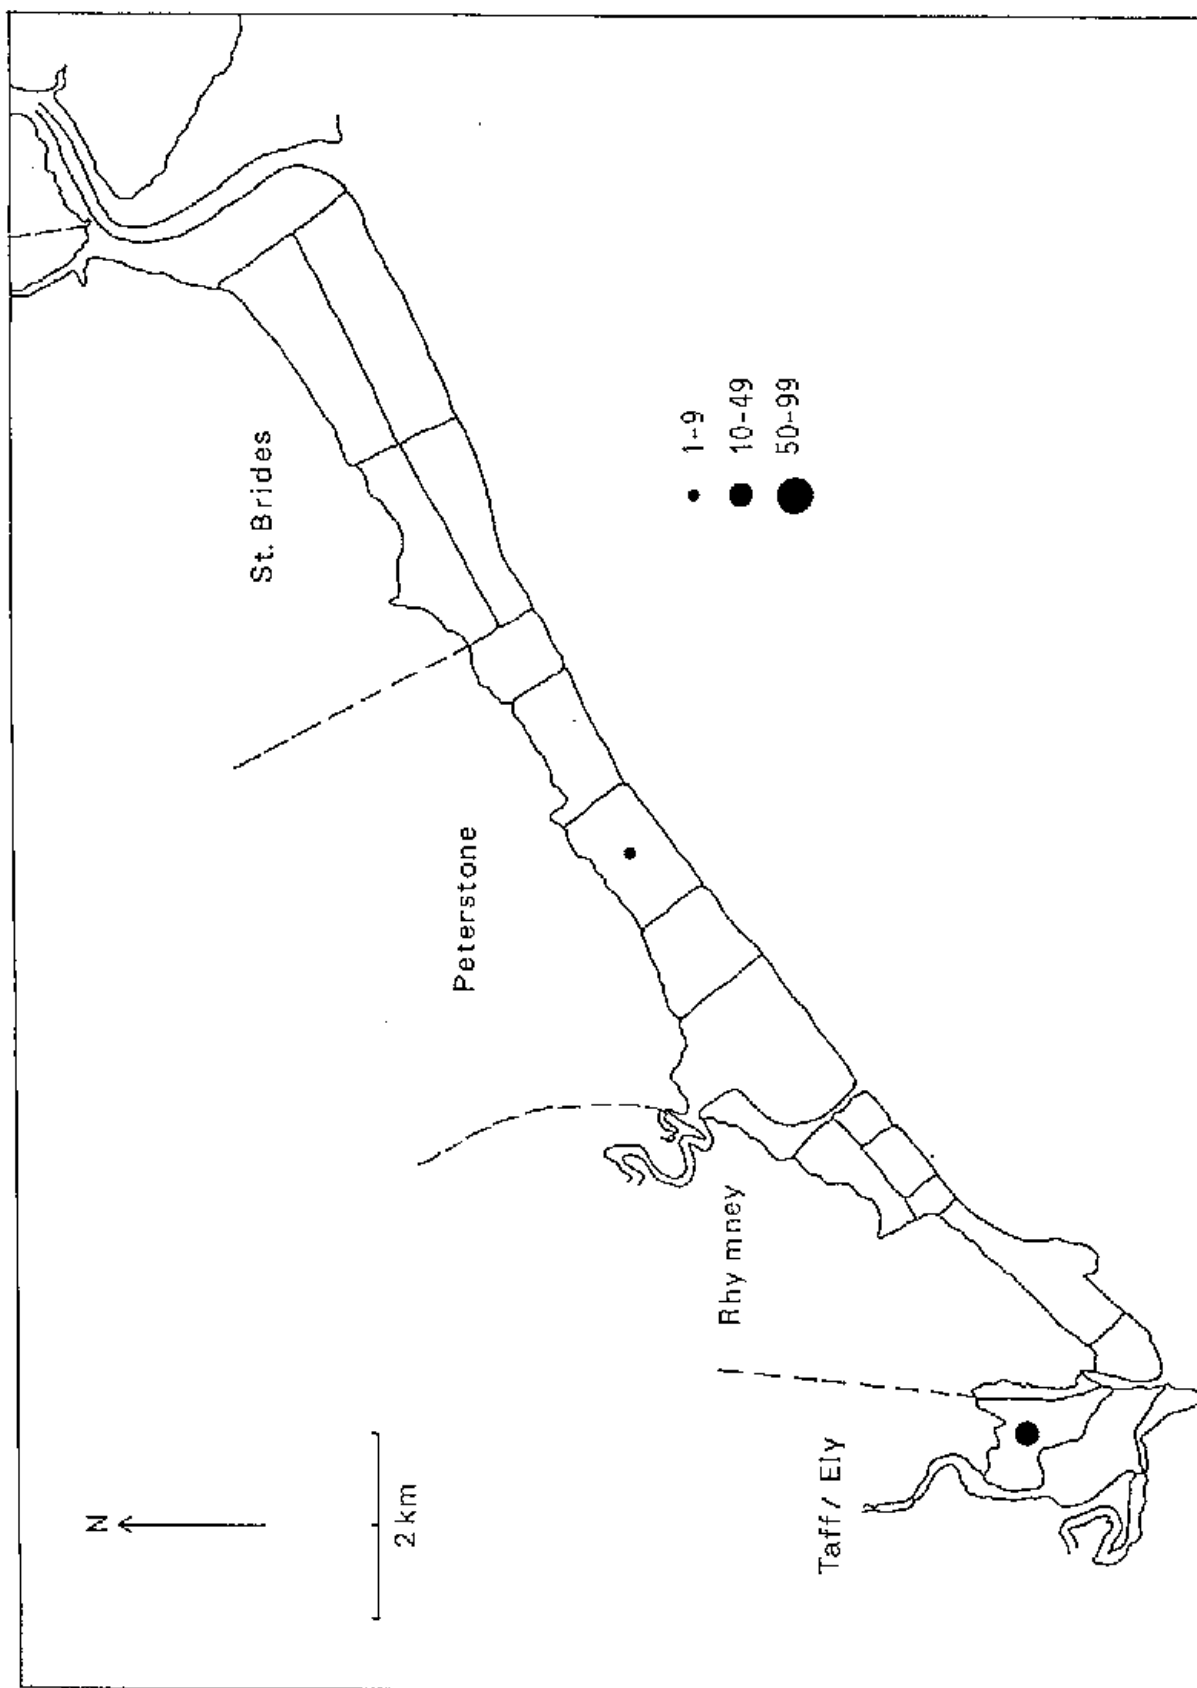 N
2 km
St. Brides
Peterstone
Rhymney
Taff / Ely
1-9
10-49
50-99